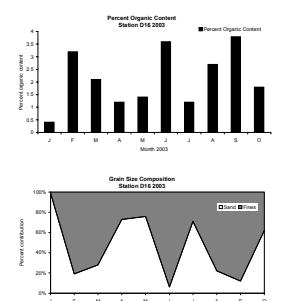 Percent Organic Content
Station D16 2003
Percent Organic Content
4
3.5
3
2.5
2
1.5
1
0.5
0
Percent organic content
J F M A M J J A S O
Month 2003
Grain Size Composition
Station D16 2003
Sand Fines
100%
80%
60%
40%
20%
0%
Percent contribution